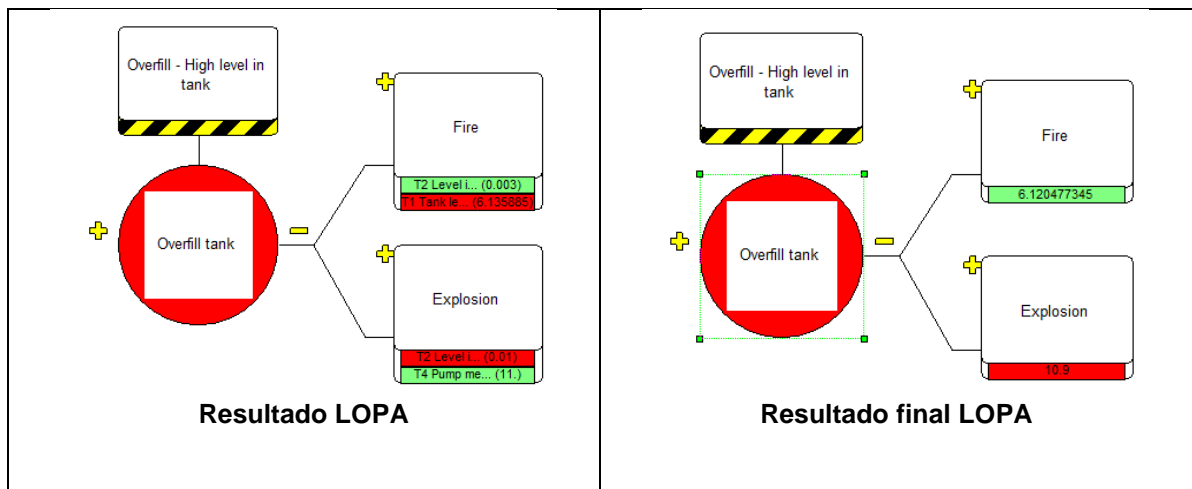 Overfill - High level in
tank
Fire
T2 Level i... (0.003)
T1 Tank le... (6.135885)
Overfill tank
Explosion
T2 Level i... (0.01)
T4 Pump me... (11.)
Resultado LOPA
Overfill - High level in
tank
Fire
6.120477345
Overfill tank
Explosion
10.9
Resultado final LOPA